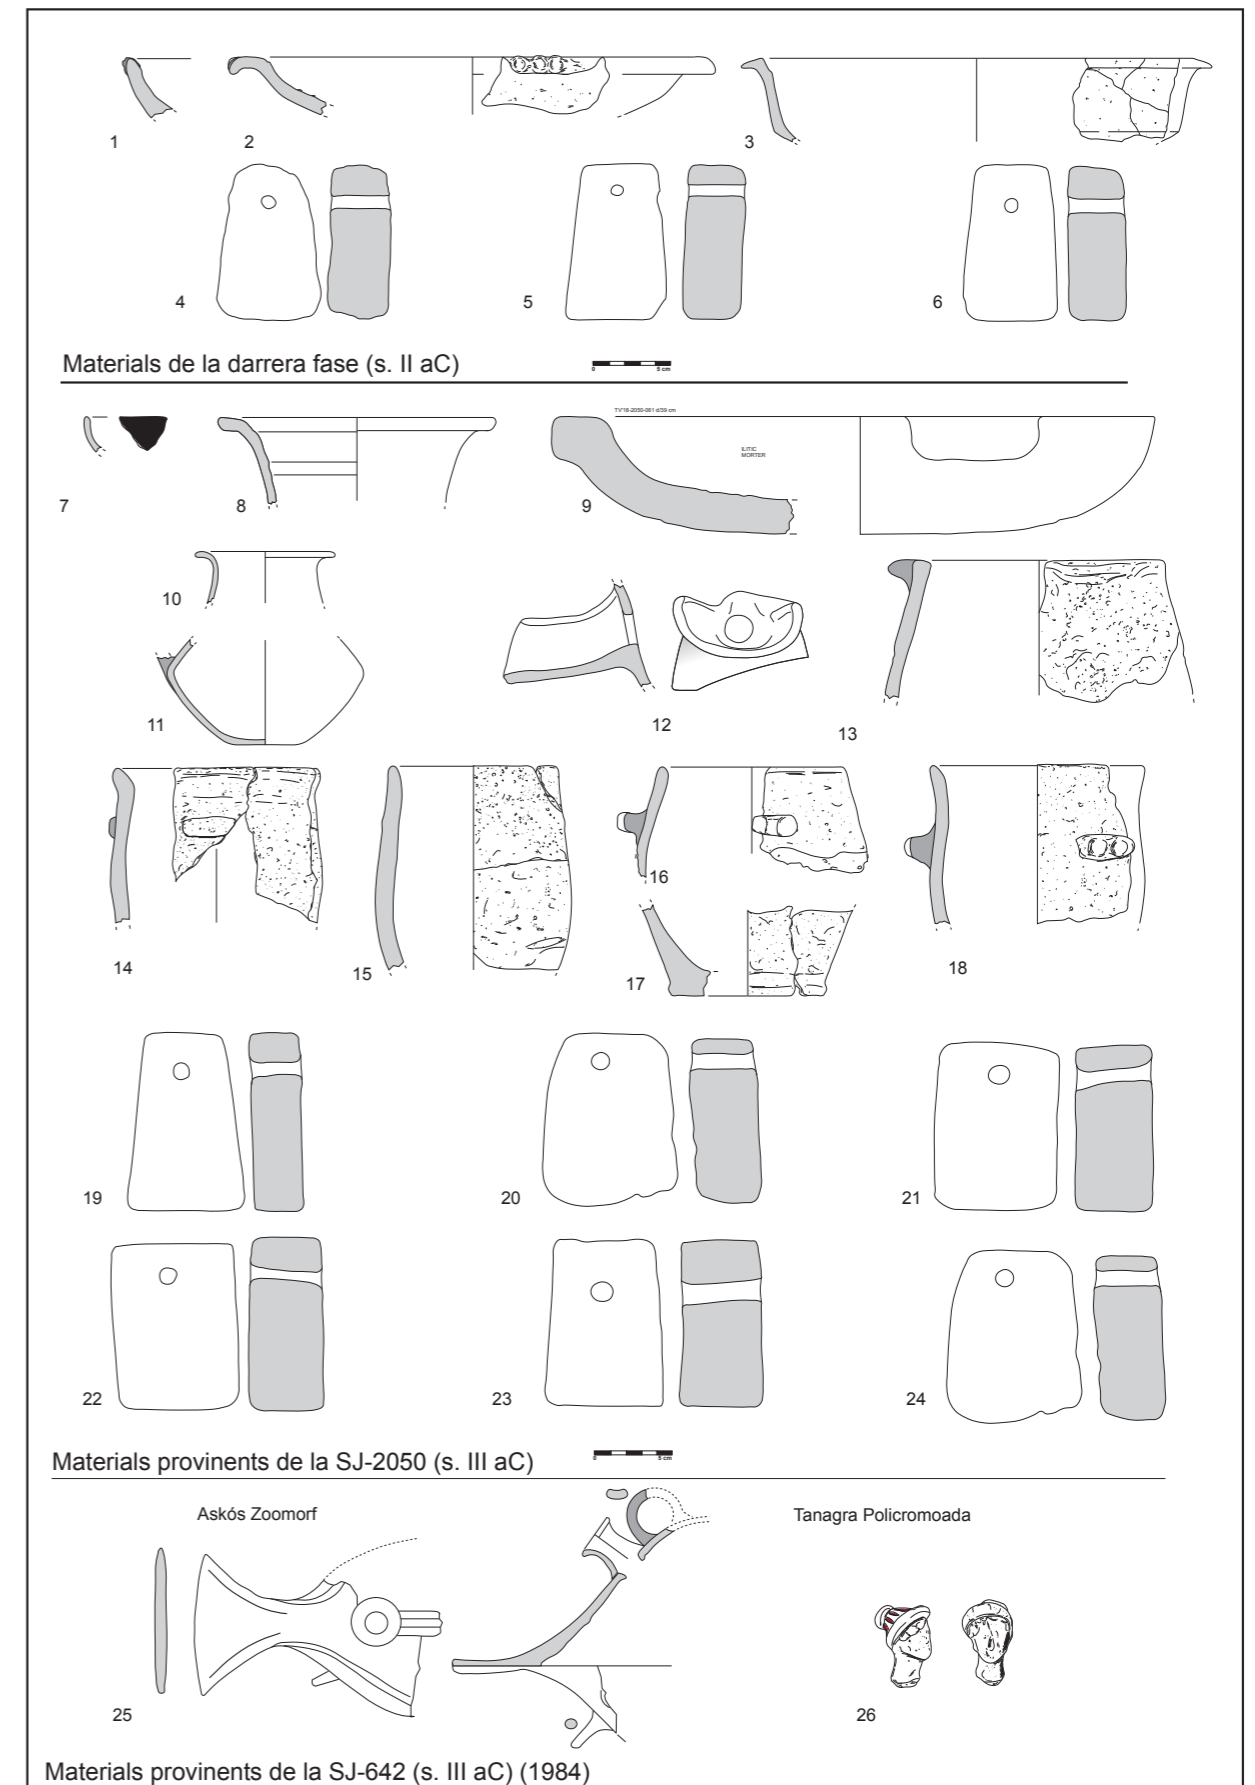 1 2 3
4 5 6
Materials de la darrera fase (s. II aC)
0 5 cm
TV'18-2050-061 d/39 cm
ILITIC
MORTER
7 8 9
10
11 12 13
14 15 16 17 18
19 20 21
22 23 24
Materials provinents de la SJ-2050 (s. III aC)
0 5 cm
Askós Zoomorf Tanagra Policromoada
25 26
Materials provinents de la SJ-642 (s. III aC) (1984)